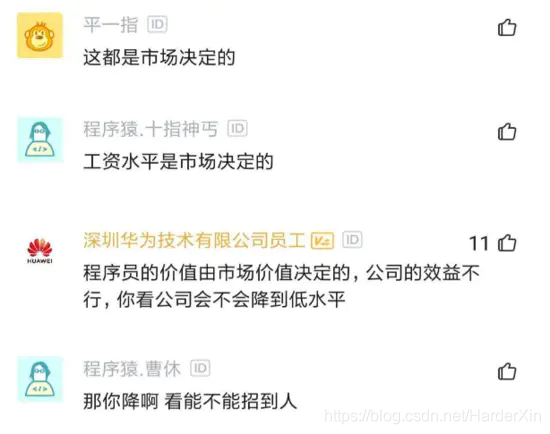 平一指 ID
这都是市场决定的
程序猿.十指神丐 ID
工资水平是市场决定的
HUAWEI
深圳华为技术有限公司员工 V2 ID
11
程序员的价值由市场价值决定的，公司的效益不
行，你看公司会不会降到低水平
程序猿.曹休 ID
那你降啊 看能不能招到人
https://blog.csdn.net/HarderXin